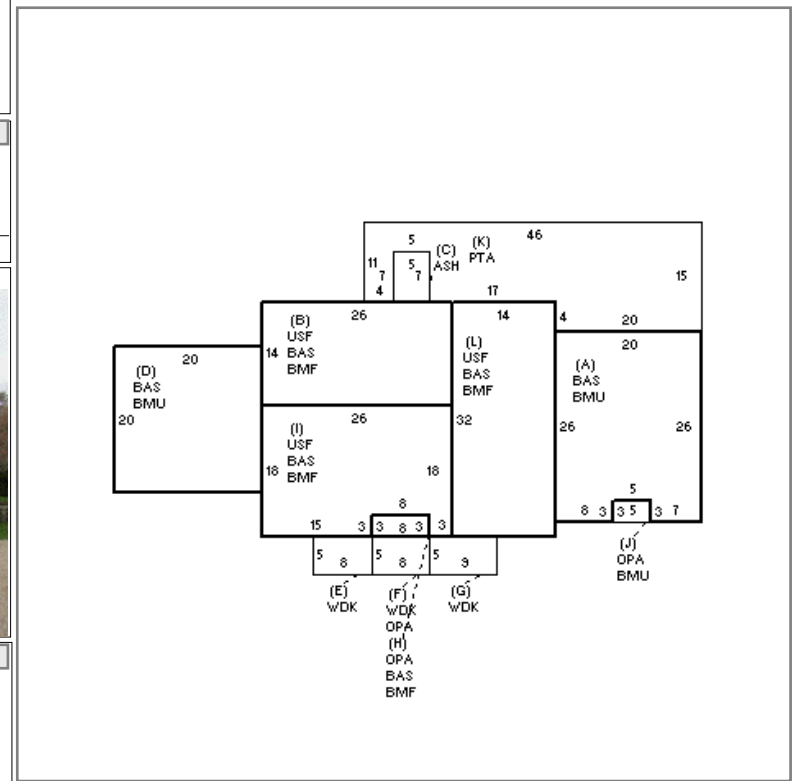 46
5
(C)
ASH
(K)
PTA
11
7
4
5
7
17
15
26
14
4
20
(B)
USF
BAS
BMF
14
(L)
USF
BAS
BMF
32
20
(D)
BAS
BMU
20
20
(A)
BAS
BMU
26
26
26
(I)
USF
BAS
BMF
18
18
8
15
3
3
8
3
3
5
8
3
3
5
3
7
5
8
5
8
5
9
(E)
WDK
(F)
WDK
OPA
(G)
WDK
(H)
OPA
BAS
BMF
(J)
OPA
BMU